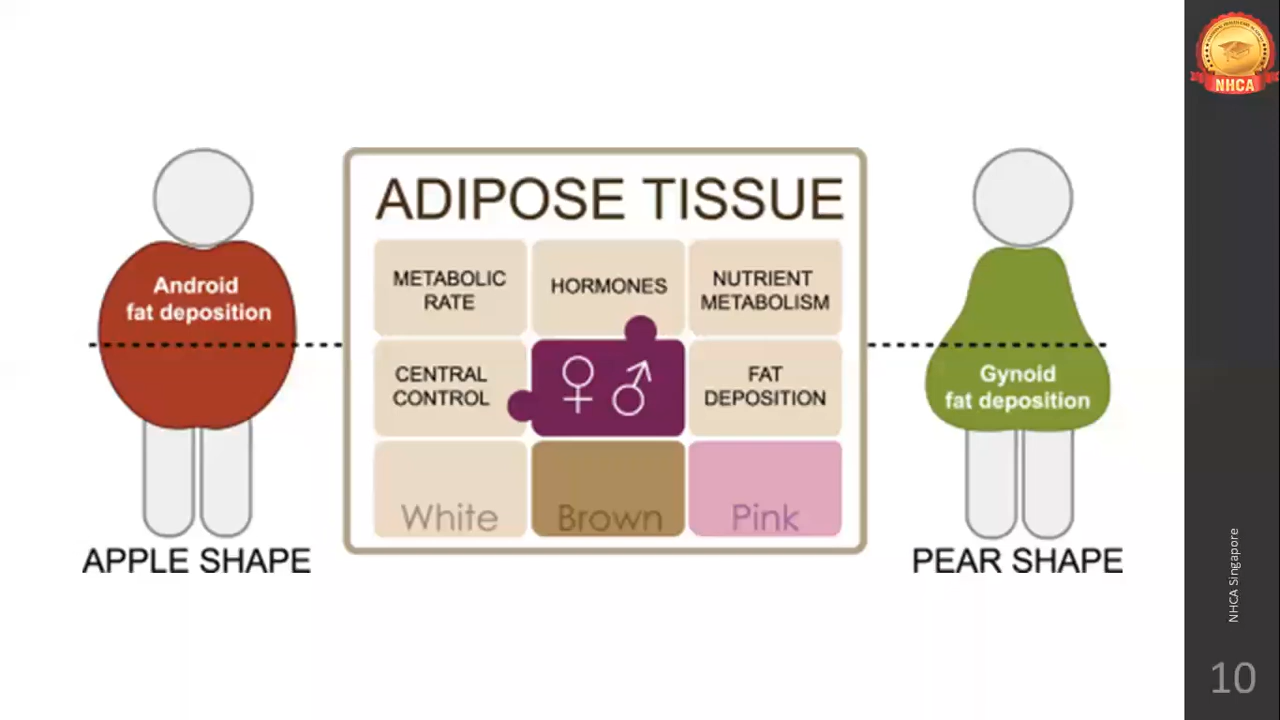 NHCA
ADIPOSE TISSUE
Android
fat deposition
METABOLIC
RATE
HORMONES
NUTRIENT
METABOLISM
CENTRAL
CONTROL
♀ ♂
FAT
DEPOSITION
White
Brown
Pink
Gynoid
fat deposition
APPLE SHAPE
PEAR SHAPE
NHCA Singapore
10